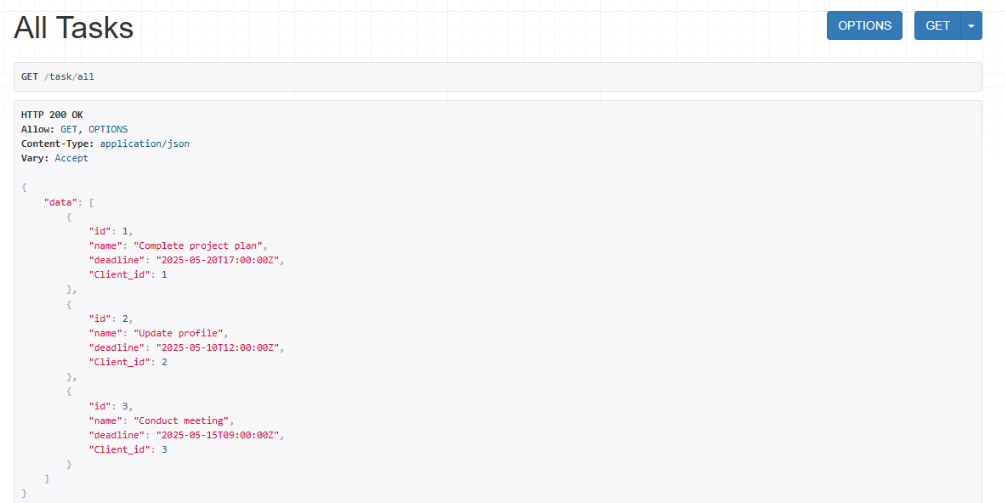 All Tasks
OPTIONS
GET
GET /task/all
HTTP 200 OK
Allow: GET, OPTIONS
Content-Type: application/json
Vary: Accept
{
    "data": [
        {
            "id": 1,
            "name": "Complete project plan",
            "deadline": "2025-05-20T17:00:00Z",
            "Client_id": 1
        },
        {
            "id": 2,
            "name": "Update profile",
            "deadline": "2025-05-10T12:00:00Z",
            "Client_id": 2
        },
        {
            "id": 3,
            "name": "Conduct meeting",
            "deadline": "2025-05-15T09:00:00Z",
            "Client_id": 3
        }
    ]
}